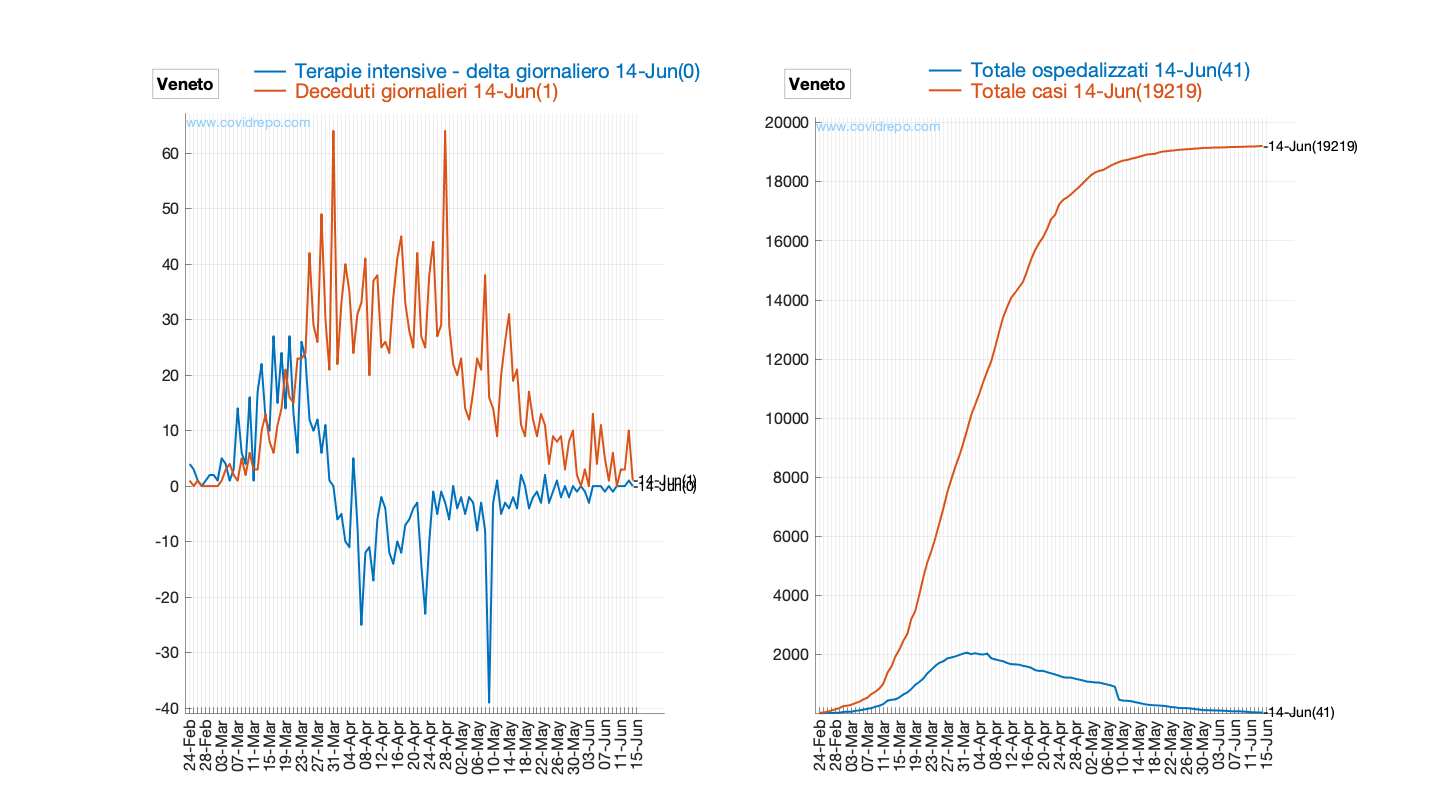 Veneto
Terapie intensive - delta giornaliero 14-Jun(0)
Deceduti giornalieri 14-Jun(1)
www.covidrepo.com
60
50
40
30
20
10
0
-10
-20
-30
-40
-14-Jun(1)
-14-Jun(0)
24-Feb
28-Feb
03-Mar
07-Mar
11-Mar
15-Mar
19-Mar
23-Mar
27-Mar
31-Mar
04-Apr
08-Apr
12-Apr
16-Apr
20-Apr
24-Apr
28-Apr
02-May
06-May
10-May
14-May
18-May
22-May
26-May
30-May
03-Jun
07-Jun
11-Jun
15-Jun
Veneto
Totale ospedalizzati 14-Jun(41)
Totale casi 14-Jun(19219)
www.covidrepo.com
20000
18000
16000
14000
12000
10000
8000
6000
4000
2000
-14-Jun(19219)
-14-Jun(41)
24-Feb
28-Feb
03-Mar
07-Mar
11-Mar
15-Mar
19-Mar
23-Mar
27-Mar
31-Mar
04-Apr
08-Apr
12-Apr
16-Apr
20-Apr
24-Apr
28-Apr
02-May
06-May
10-May
14-May
18-May
22-May
26-May
30-May
03-Jun
07-Jun
11-Jun
15-Jun